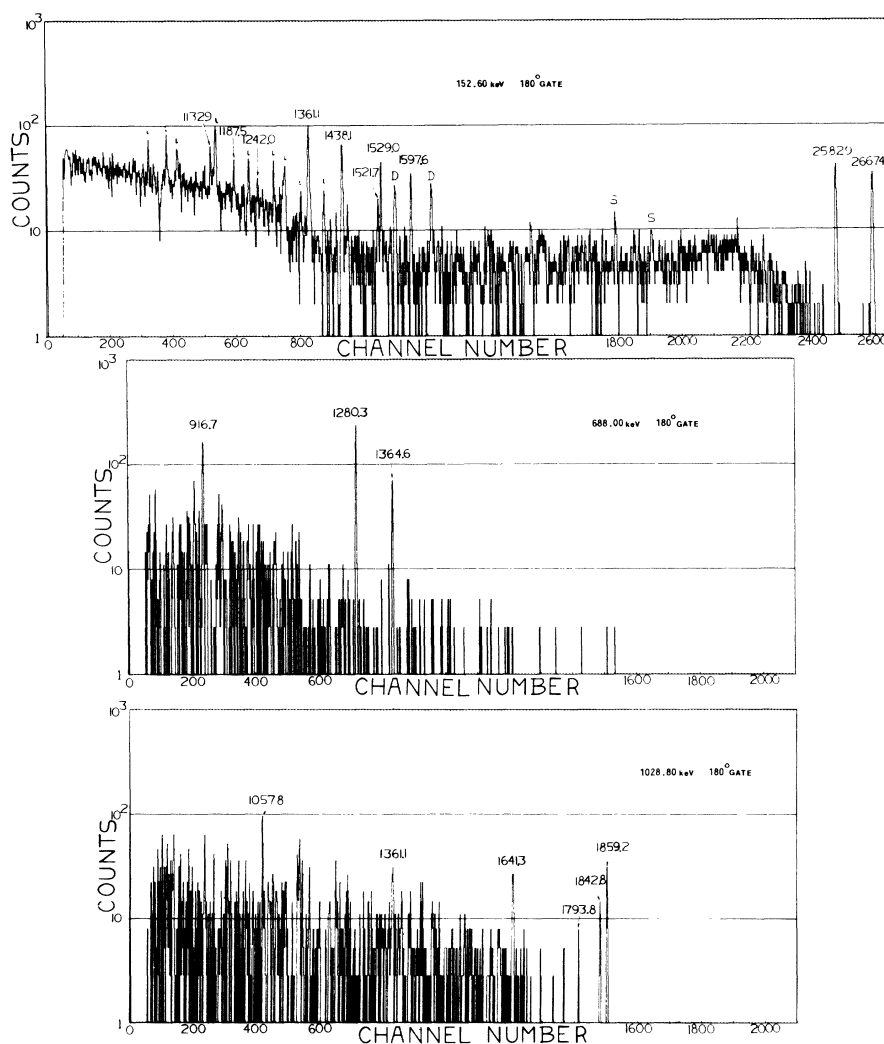 10³
152.60 keV 180° GATE
1361.1
1132.9
1187.5
1242.0
1438.1
1529.0
1521.7
D
1597.6
D
S
S
2582.9
2667.4
COUNTS
10²
10
1
0 200 400 600 800 2000 2200 2400 2600
CHANNEL NUMBER
10³
688.00 keV 180° GATE
916.7
1280.3
1364.6
COUNTS
10²
10
1
0 200 400 600 1600 1800 2000
CHANNEL NUMBER
10³
1028.80 keV 180° GATE
1057.8
1361.1
1641.3
1793.8
1842.8
1859.2
COUNTS
10²
10
1
0 200 400 600 1600 1800 2000
CHANNEL NUMBER